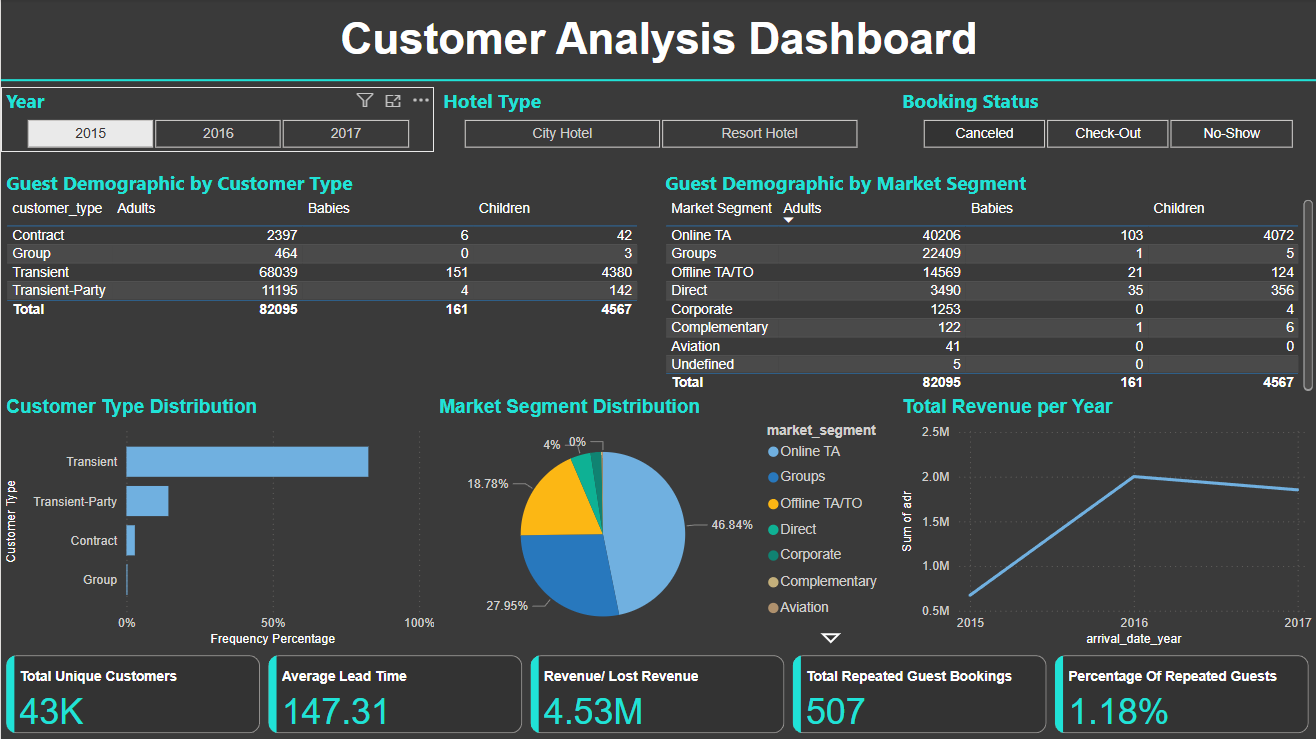 Customer Analysis Dashboard
Year
2015 2016 2017
Hotel Type
City Hotel Resort Hotel
Booking Status
Canceled Check-Out No-Show
Guest Demographic by Customer Type
customer_type Adults Babies Children
Contract 2397 6 42
Group 464 0 3
Transient 68039 151 4380
Transient-Party 11195 4 142
Total 82095 161 4567
Guest Demographic by Market Segment
Market Segment Adults Babies Children
Online TA 40206 103 4072
Groups 22409 1 5
Offline TA/TO 14569 21 124
Direct 3490 35 356
Corporate 1253 0 4
Complementary 122 1 6
Aviation 41 0 0
Undefined 5 0
Total 82095 161 4567
Customer Type Distribution
Customer Type
Transient
Transient-Party
Contract
Group
0% 50% 100%
Frequency Percentage
Market Segment Distribution
4% 0%
18.78%
46.84%
27.95%
market_segment
Online TA
Groups
Offline TA/TO
Direct
Corporate
Complementary
Aviation
Total Revenue per Year
Sum of adr
2.5M
2.0M
1.5M
1.0M
0.5M
2015 2016 2017
arrival_date_year
Total Unique Customers
43K
Average Lead Time
147.31
Revenue/ Lost Revenue
4.53M
Total Repeated Guest Bookings
507
Percentage Of Repeated Guests
1.18%